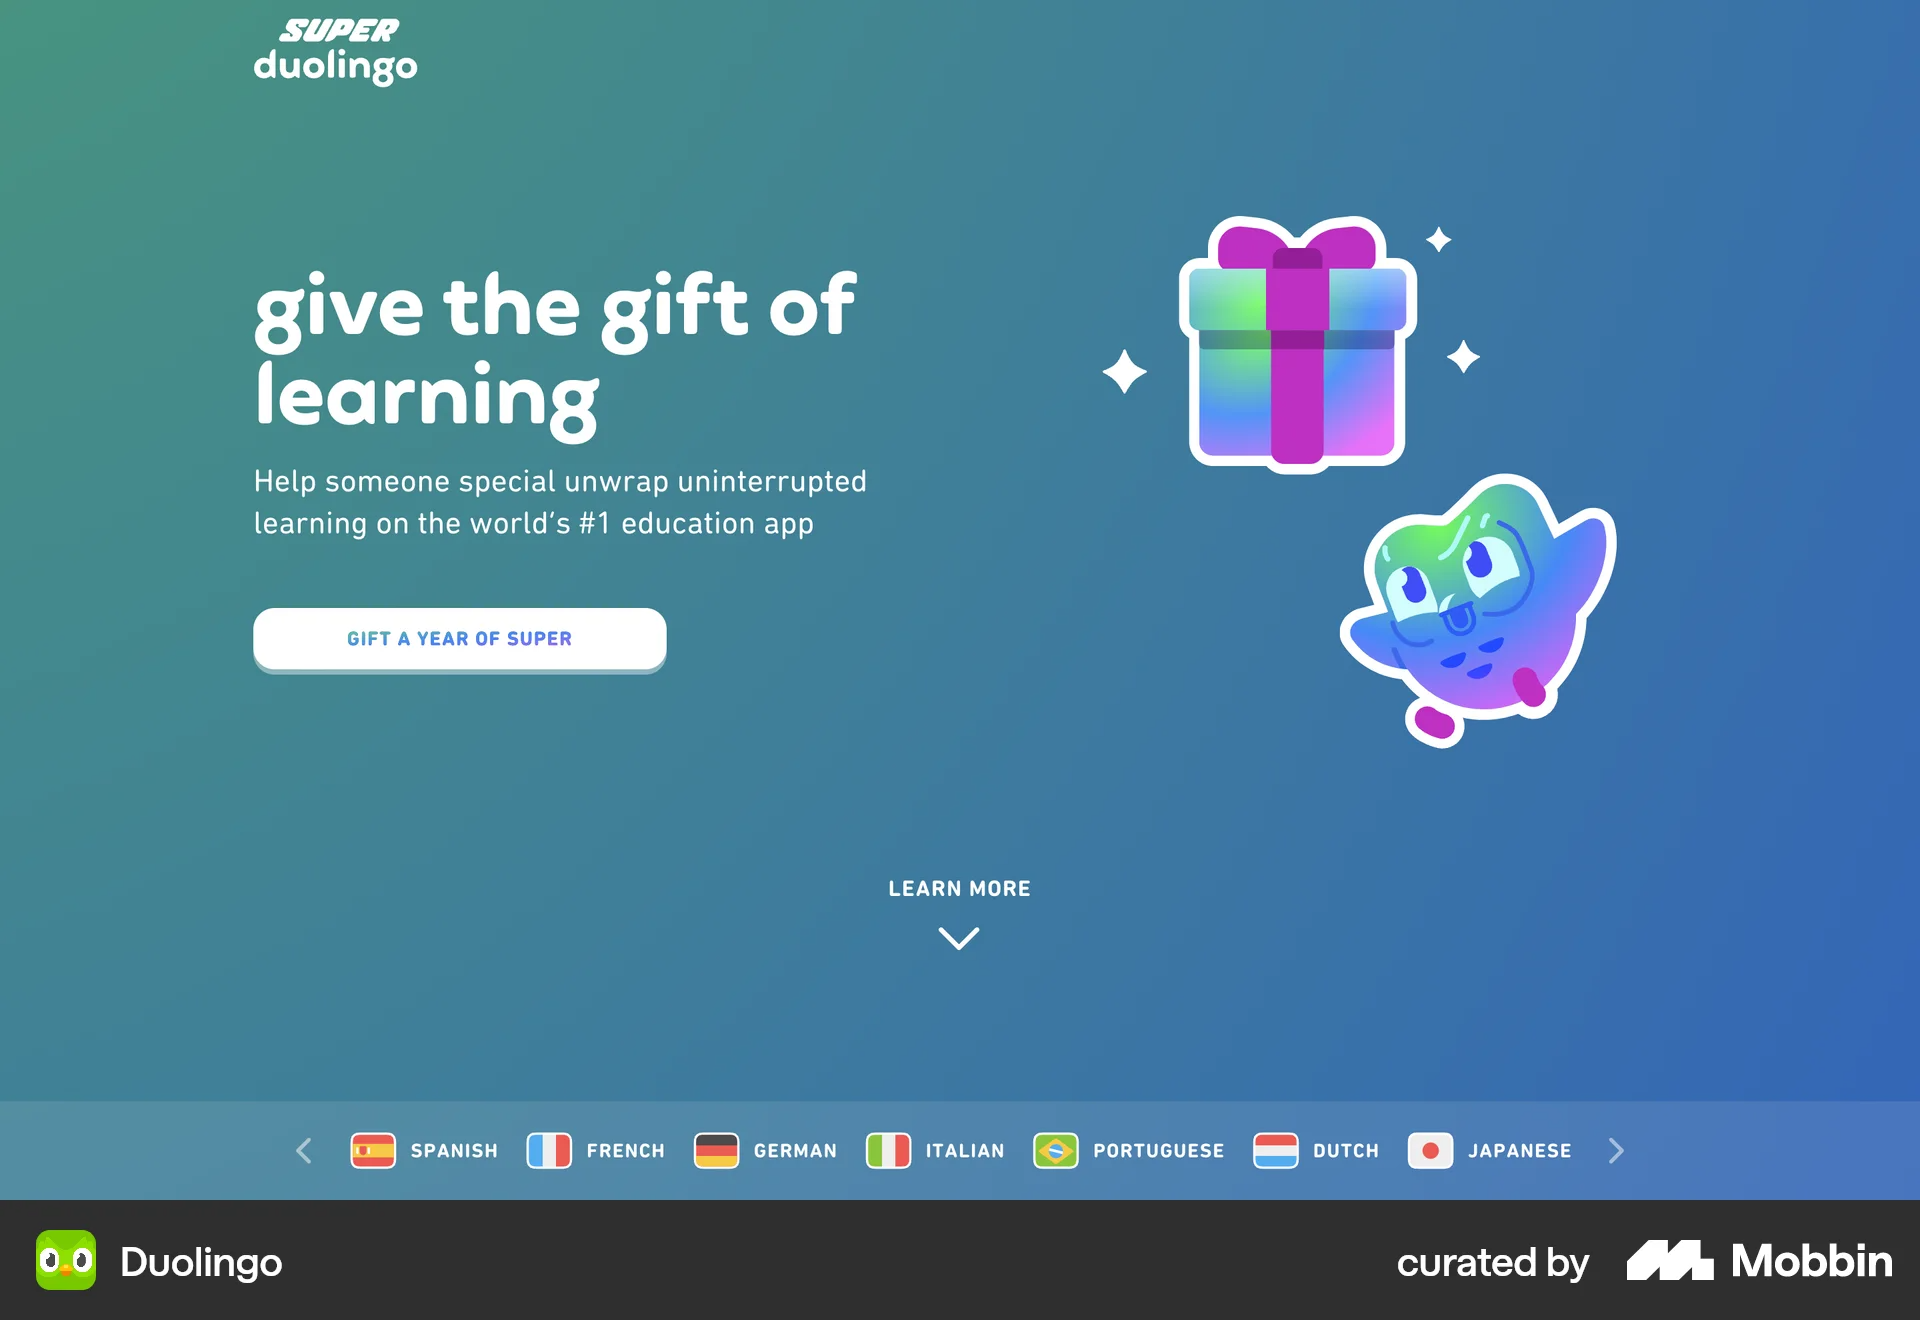 SUPER
duolingo
give the gift of
learning
Help someone special unwrap uninterrupted
learning on the world‘s #1 education app
GIFT A YEAR OF SUPER
LEARN MORE
SPANISH FRENCH GERMAN ITALIAN PORTUGUESE DUTCH JAPANESE
Duolingo curated by Mobbin